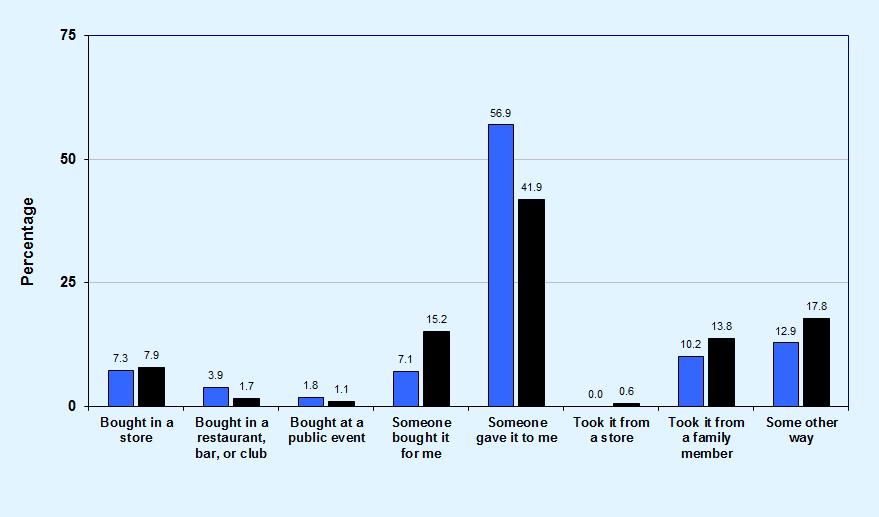 75
50
25
0
Percentage
7.3
7.9
3.9
1.7
1.8
1.1
7.1
15.2
56.9
41.9
0.0
0.6
10.2
13.8
12.9
17.8
Bought in a
store
Bought in a
restaurant,
bar, or club
Bought at a
public event
Someone
bought it
for me
Someone
gave it to me
Took it from
a store
Took it from
a family
member
Some other
way